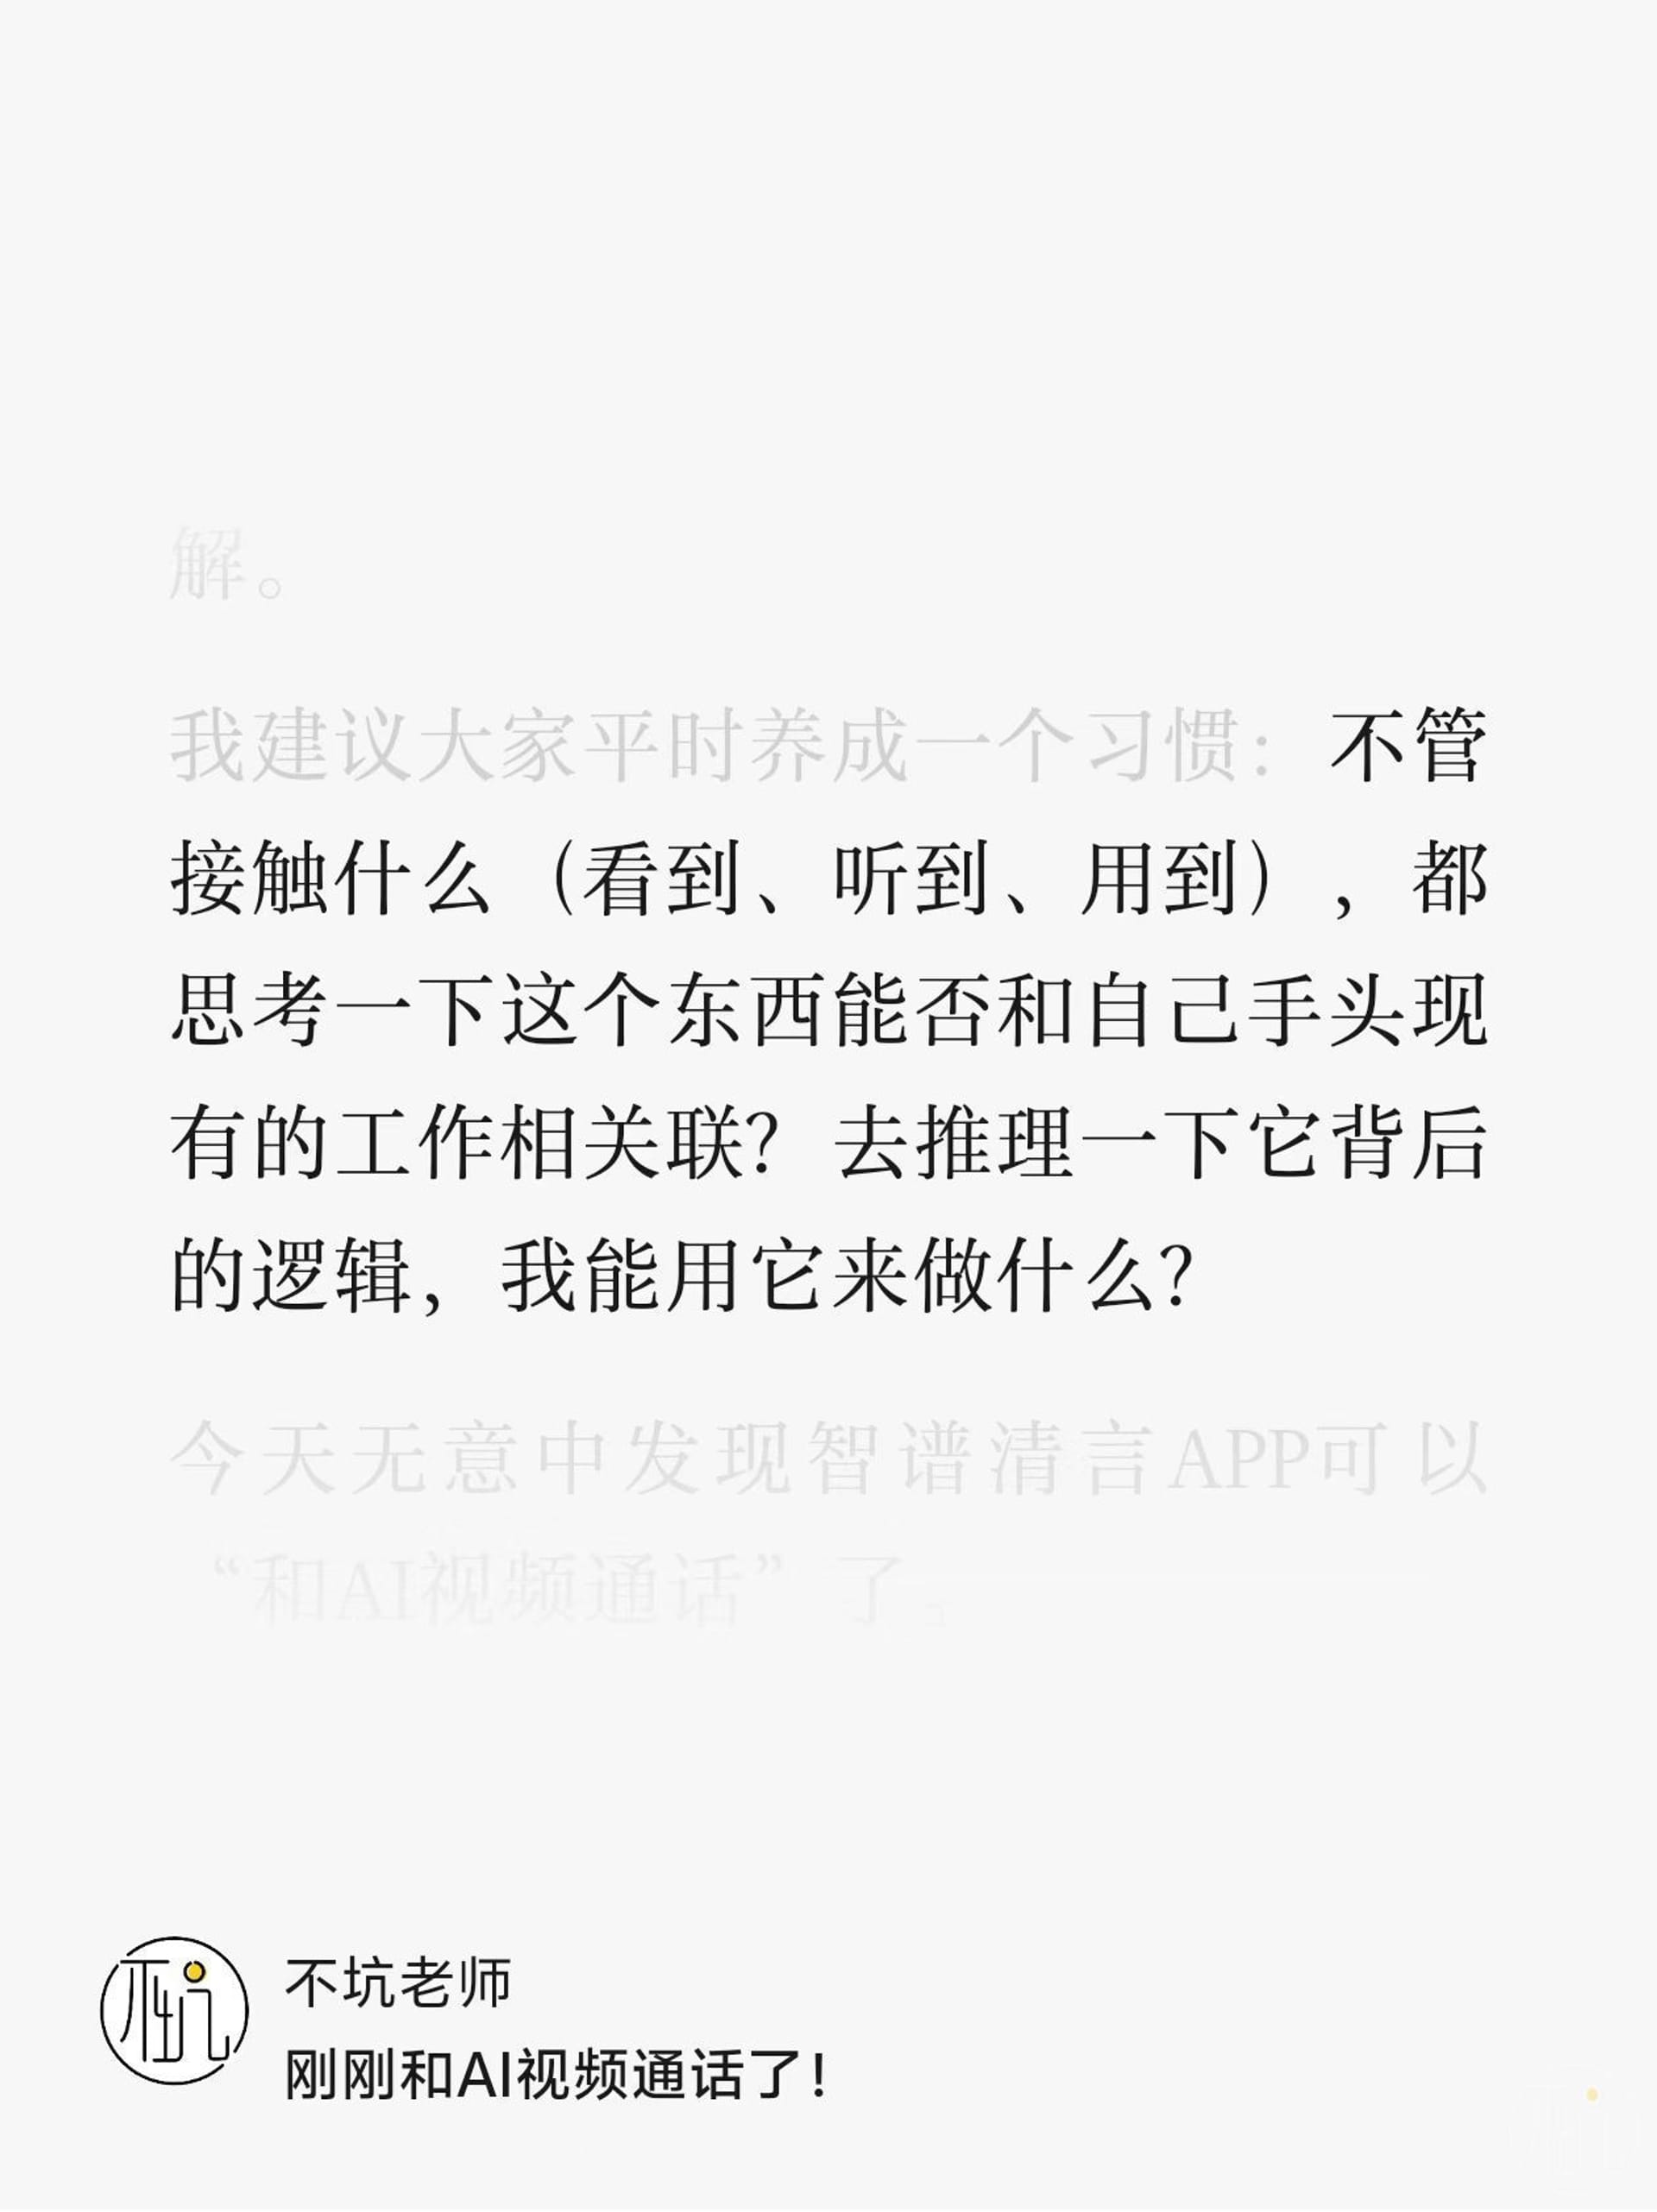 解。
我建议大家平时养成一个习惯：不管
接触什么（看到、听到、用到），都
思考一下这个东西能否和自己手头现
有的工作相关联？去推理一下它背后
的逻辑，我能用它来做什么？
今天无意中发现智谱清言APP可以
“和AI视频通话”了。
不坑
不坑老师
刚刚和AI视频通话了！